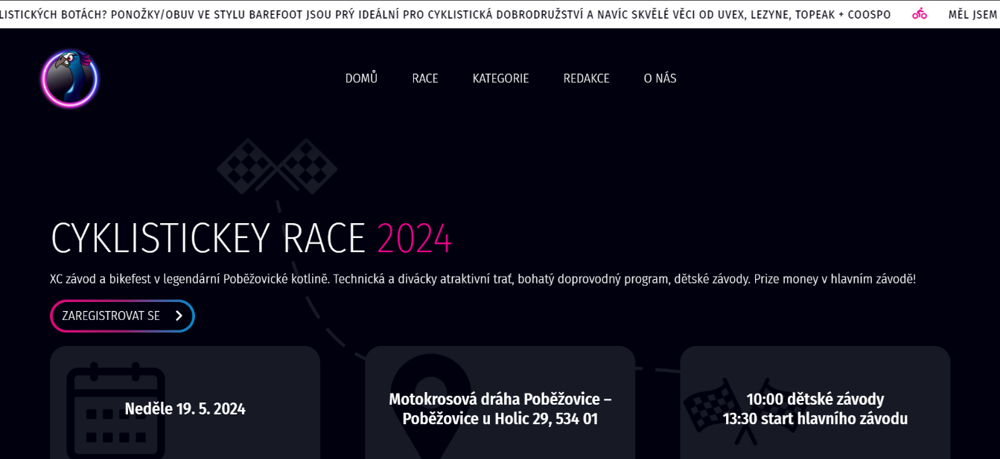 LISTICKÝCH BOTÁCH? PONOŽKY/OBUV VE STYLU BAREFOOT JSOU PRÝ IDEÁLNÍ PRO CYKLISTICKÁ DOBRODRUŽSTVÍ A NAVÍC SKVĚLÉ VĚCI OD UVEX, LEZYNE, TOPEAK + COOSPO MĚL JSEM
DOMŮ RACE KATEGORIE REDAKCE O NÁS
CYKLISTICKEY RACE 2024
XC závod a bikefest v legendární Poběžovické kotlině. Technická a divácky atraktivní trať, bohatý doprovodný program, dětské závody. Prize money v hlavním závodě!
ZAREGISTROVAT SE
Neděle 19. 5. 2024
Motokrosová dráha Poběžovice –
Poběžovice u Holic 29, 534 01
10:00 dětské závody
13:30 start hlavního závodu